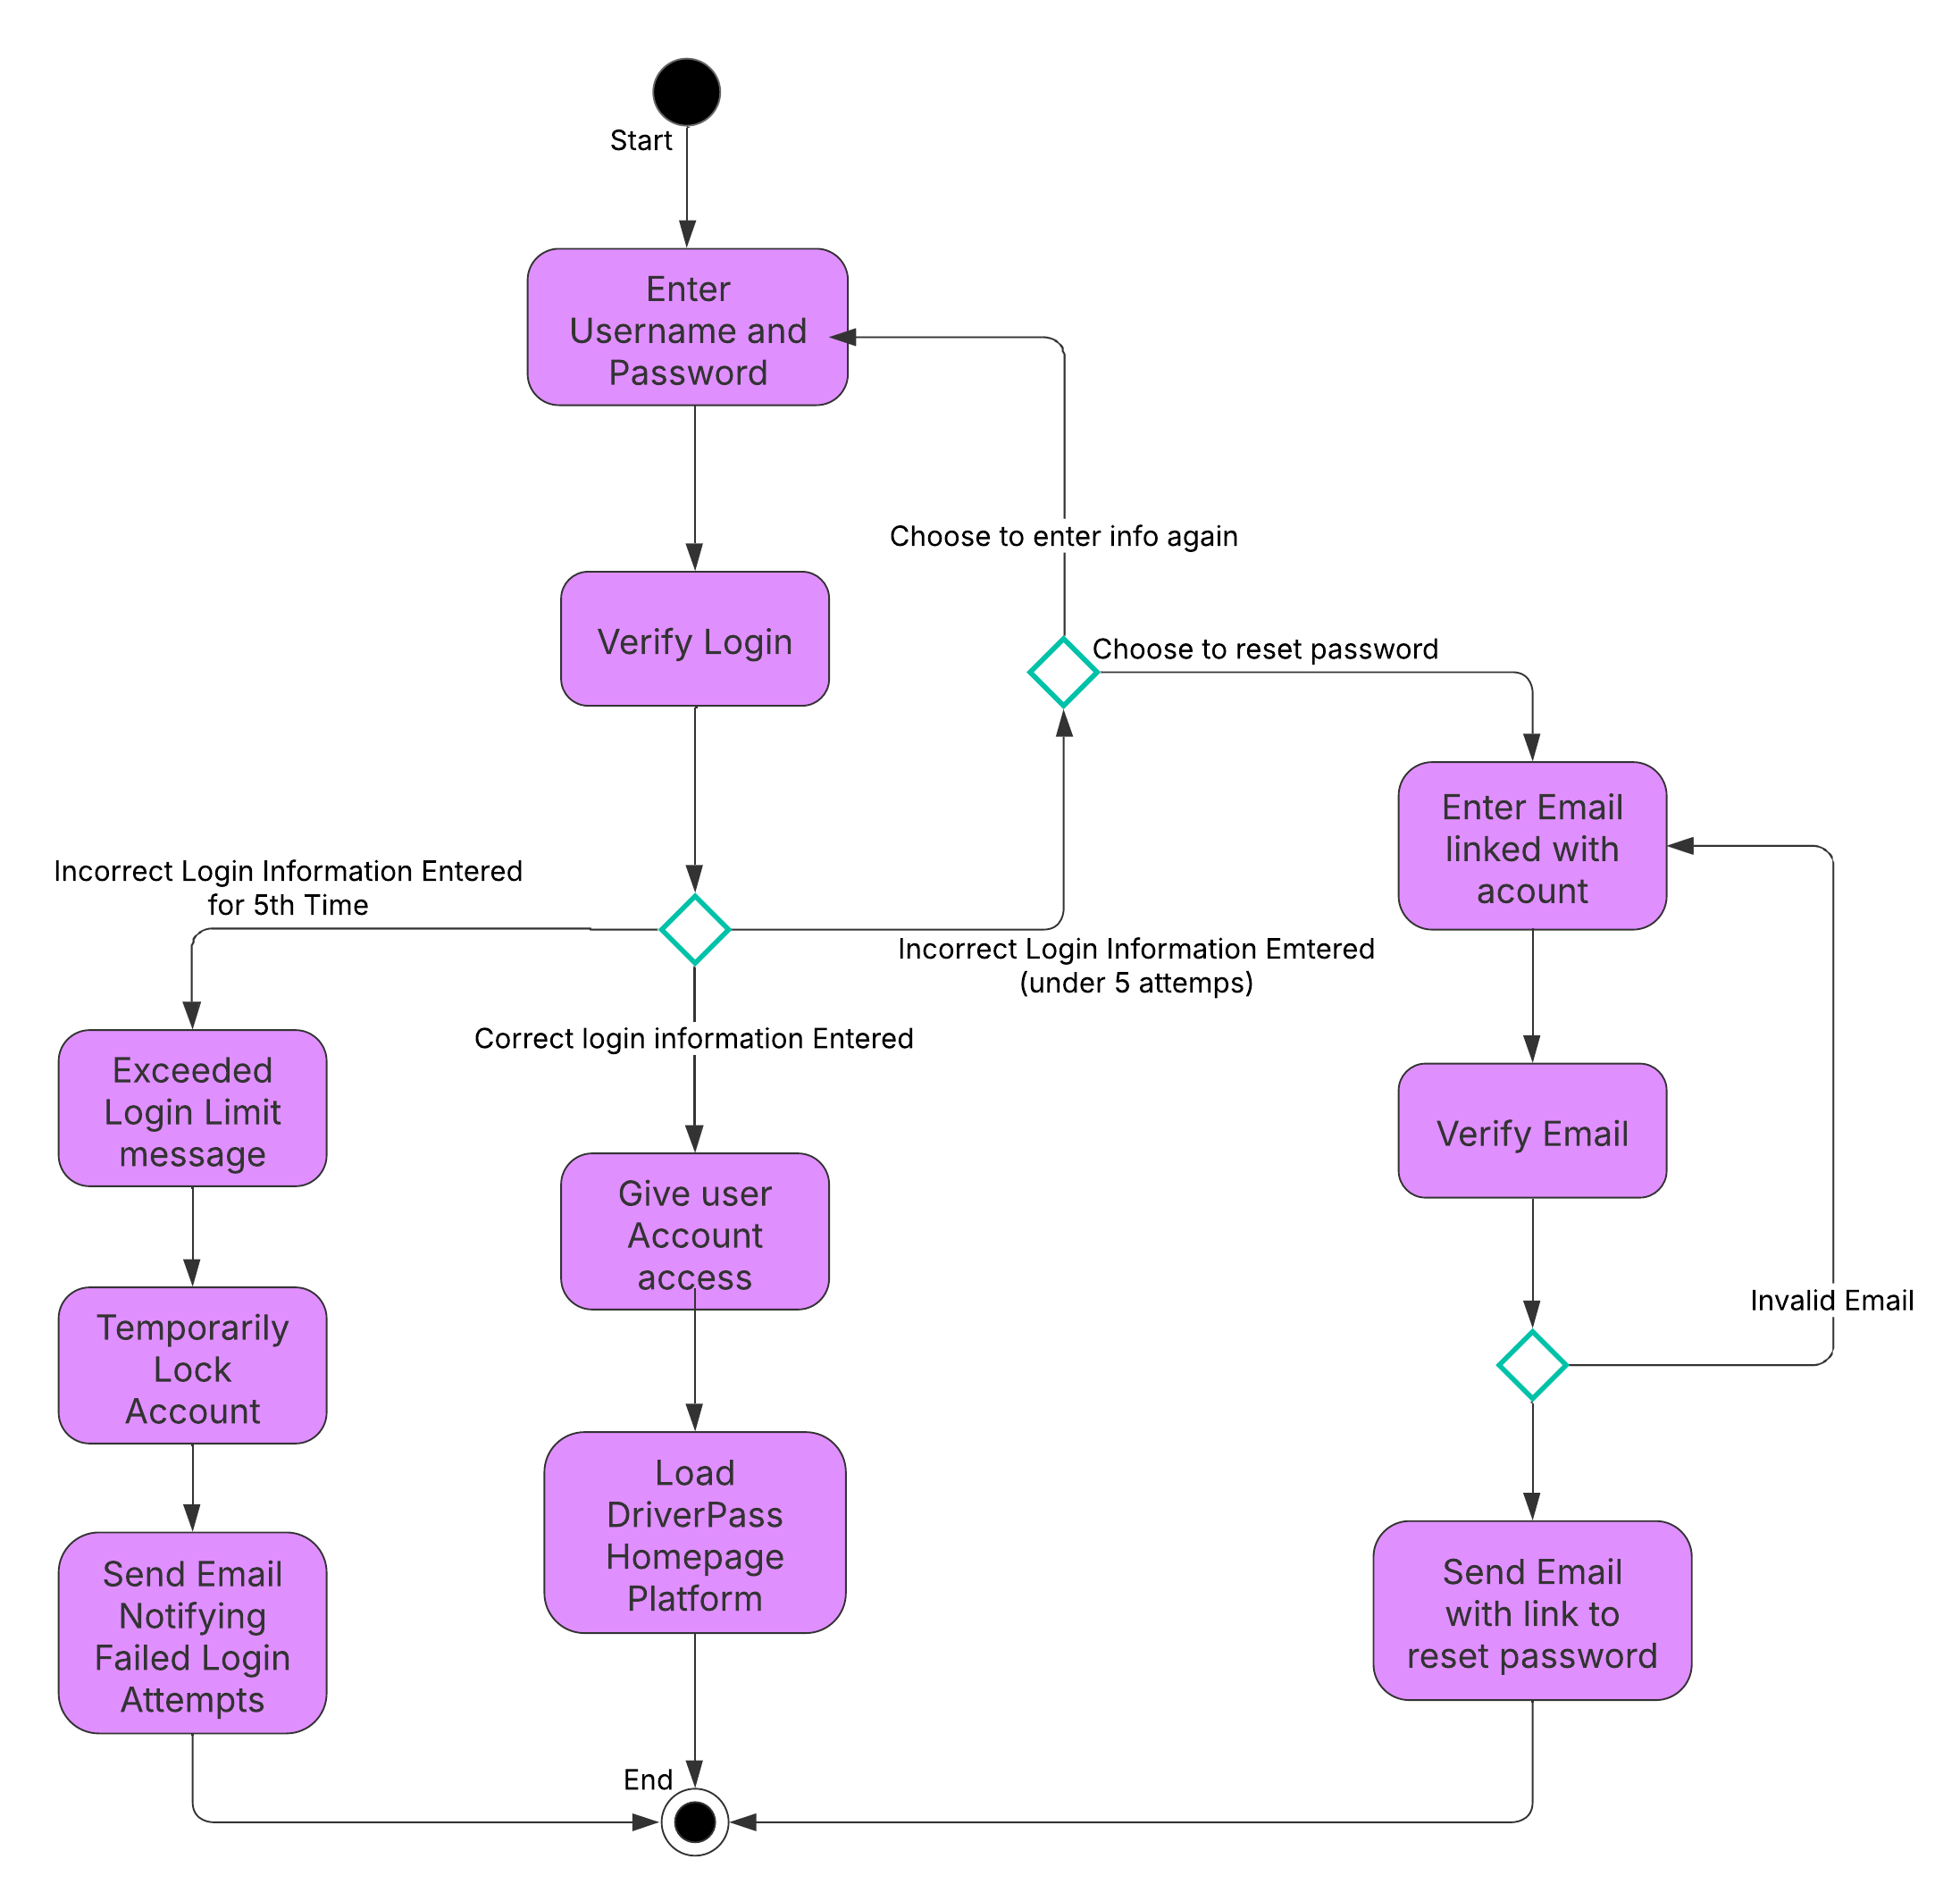 Start
Enter
Username and
Password
Choose to enter info again
Verify Login
Choose to reset password
Enter Email
linked with
acount
Incorrect Login Information Entered
for 5th Time
Incorrect Login Information Emtered
(under 5 attemps)
Correct login information Entered
Exceeded
Login Limit
message
Verify Email
Give user
Account
access
Invalid Email
Temporarily
Lock
Account
Load
DriverPass
Homepage
Platform
Send Email
Notifying
Failed Login
Attempts
Send Email
with link to
reset password
End